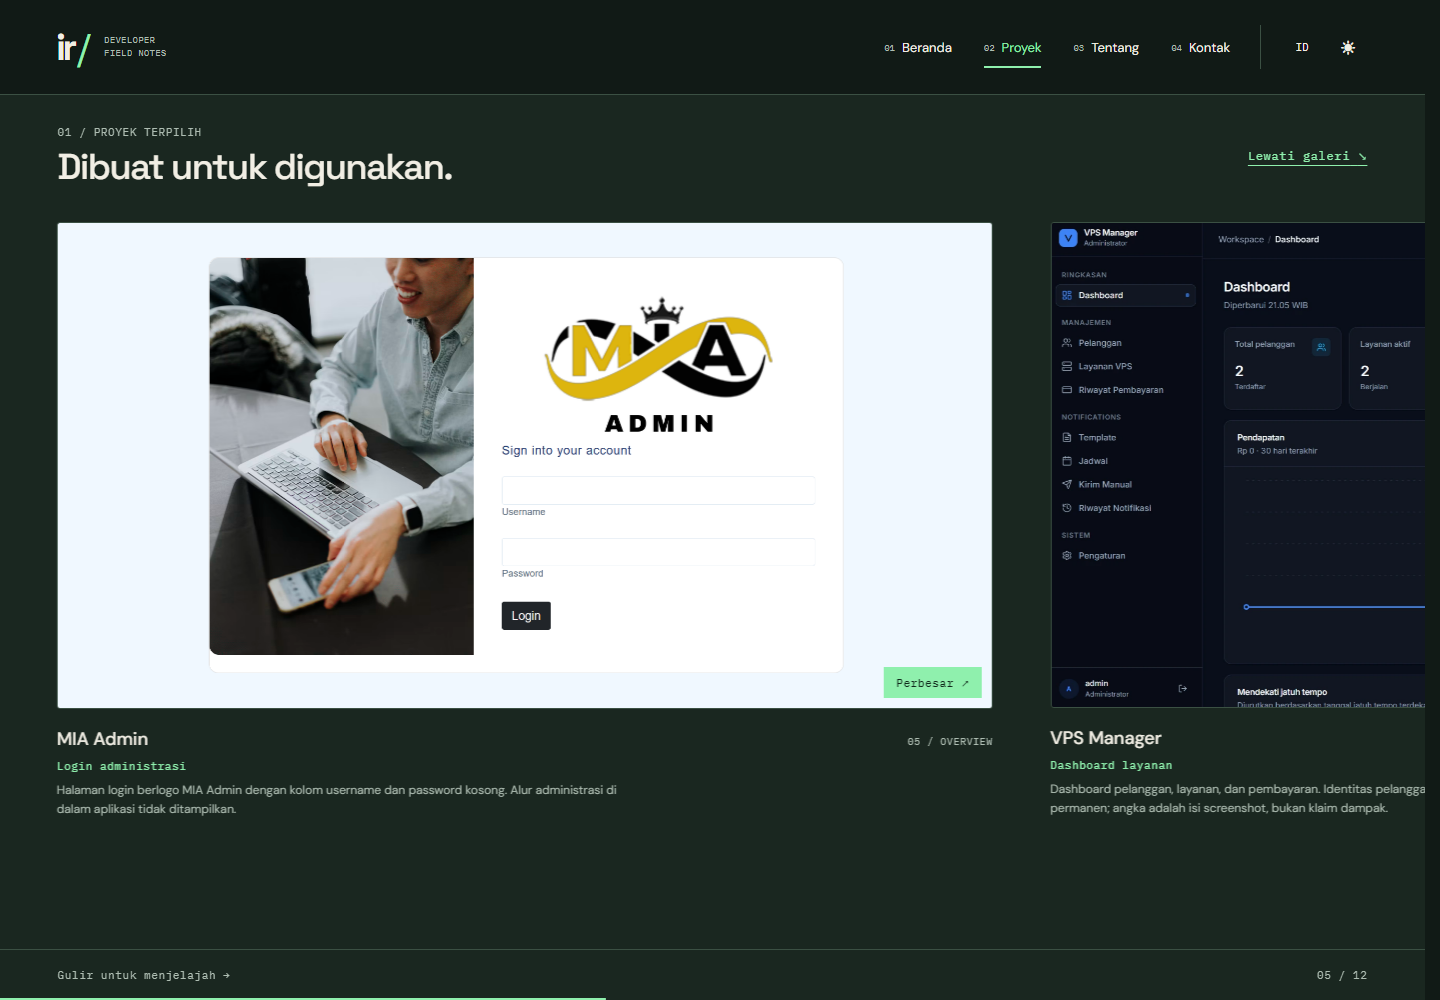 ir/
DEVELOPER
FIELD NOTES
01 Beranda
02 Proyek
03 Tentang
04 Kontak
ID
01 / PROYEK TERPILIH
Dibuat untuk digunakan.
Lewati galeri ↘
MIA
ADMIN
Sign into your account
Username
Password
Login
Perbesar ↗
MIA Admin
05 / OVERVIEW
Login administrasi
Halaman login berlogo MIA Admin dengan kolom username dan password kosong. Alur administrasi di
dalam aplikasi tidak ditampilkan.
V
VPS Manager
Administrator
RINGKASAN
Dashboard
MANAJEMEN
Pelanggan
Layanan VPS
Riwayat Pembayaran
NOTIFICATIONS
Template
Jadwal
Kirim Manual
Riwayat Notifikasi
SISTEM
Pengaturan
A
admin
Administrator
Workspace / Dashboard
Dashboard
Diperbarui 21.05 WIB
Total pelanggan
2
Terdaftar
Layanan aktif
2
Berjalan
Pendapatan
Rp 0 · 30 hari terakhir
Mendekati jatuh tempo
Diurutkan berdasarkan tanggal jatuh tempo
VPS Manager
Dashboard layanan
Dashboard pelanggan, layanan, dan pembayaran. Identitas pelangga
permanen; angka adalah isi screenshot, bukan klaim dampak.
Gulir untuk menjelajah →
05 / 12